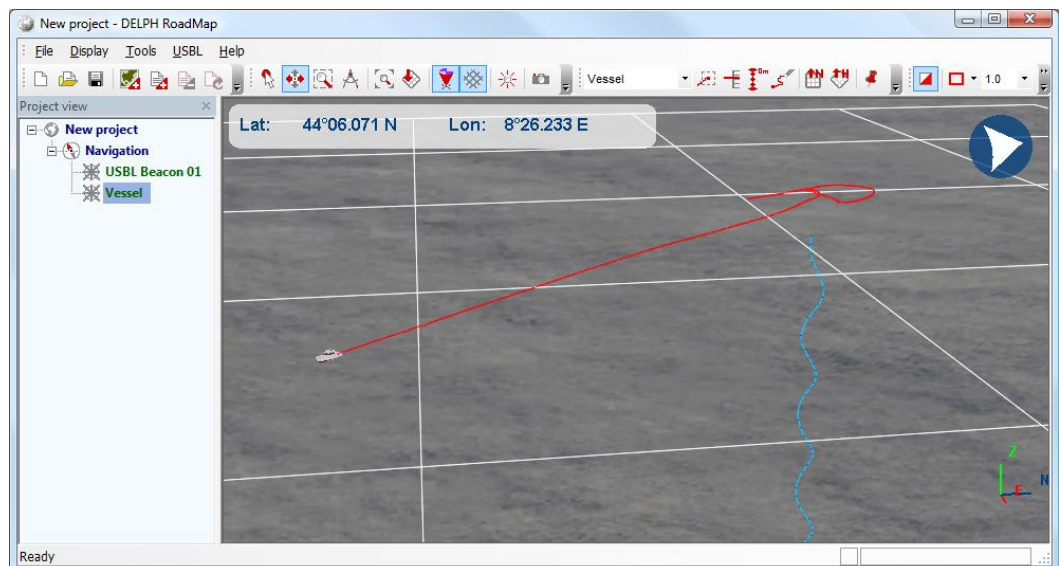 New project - DELPH RoadMap
File Display Tools USBL Help
Vessel 0m N H 1.0
Project view
New project
Navigation
USBL Beacon 01
Vessel
Lat: 44°06.071 N Lon: 8°26.233 E
Z
E N
Ready